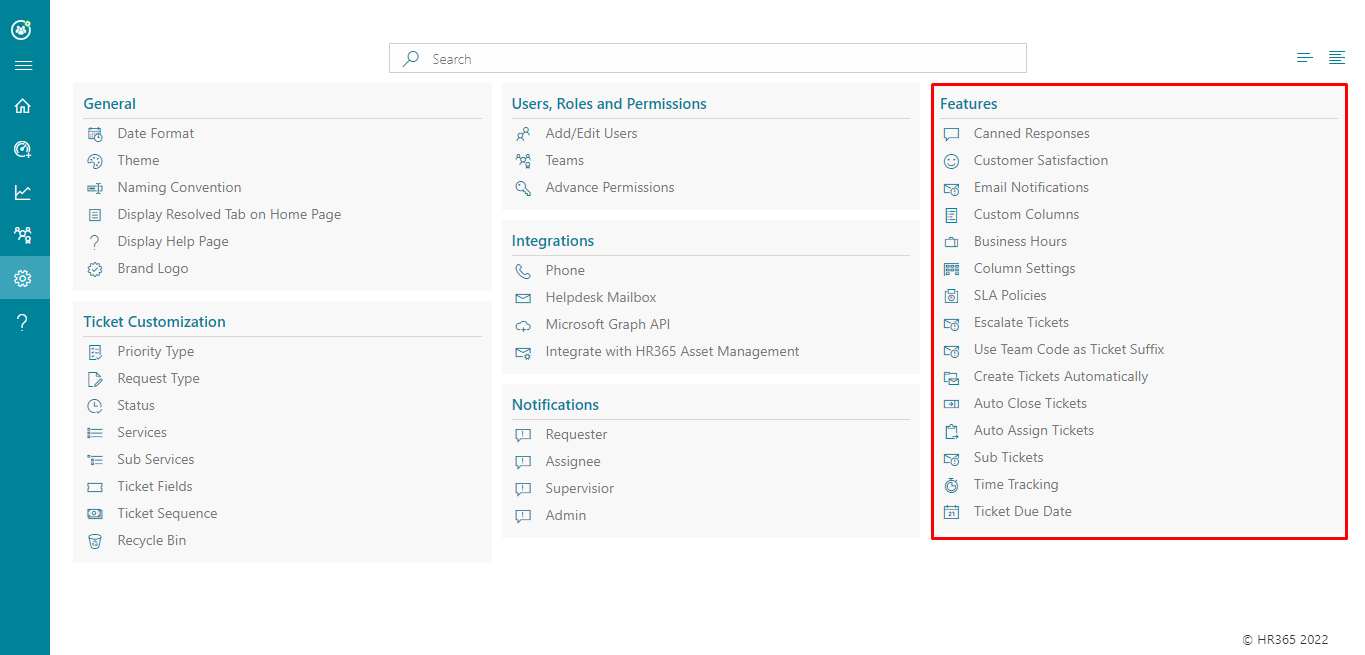 Search
General
Date Format
Theme
Naming Convention
Display Resolved Tab on Home Page
Display Help Page
Brand Logo
Ticket Customization
Priority Type
Request Type
Status
Services
Sub Services
Ticket Fields
Ticket Sequence
Recycle Bin
Users, Roles and Permissions
Add/Edit Users
Teams
Advance Permissions
Integrations
Phone
Helpdesk Mailbox
Microsoft Graph API
Integrate with HR365 Asset Management
Notifications
Requester
Assignee
Supervisior
Admin
Features
Canned Responses
Customer Satisfaction
Email Notifications
Custom Columns
Business Hours
Column Settings
SLA Policies
Escalate Tickets
Use Team Code as Ticket Suffix
Create Tickets Automatically
Auto Close Tickets
Auto Assign Tickets
Sub Tickets
Time Tracking
21
Ticket Due Date
© HR365 2022